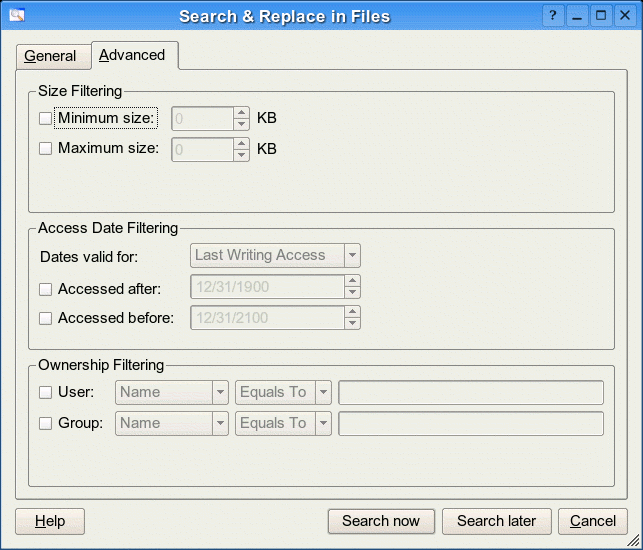 Search & Replace in Files ?
General Advanced
Size Filtering
Minimum size: 0 KB
Maximum size: 0 KB
Access Date Filtering
Dates valid for: Last Writing Access
Accessed after: 12/31/1900
Accessed before: 12/31/2100
Ownership Filtering
User: Name Equals To
Group: Name Equals To
Help Search now Search later Cancel